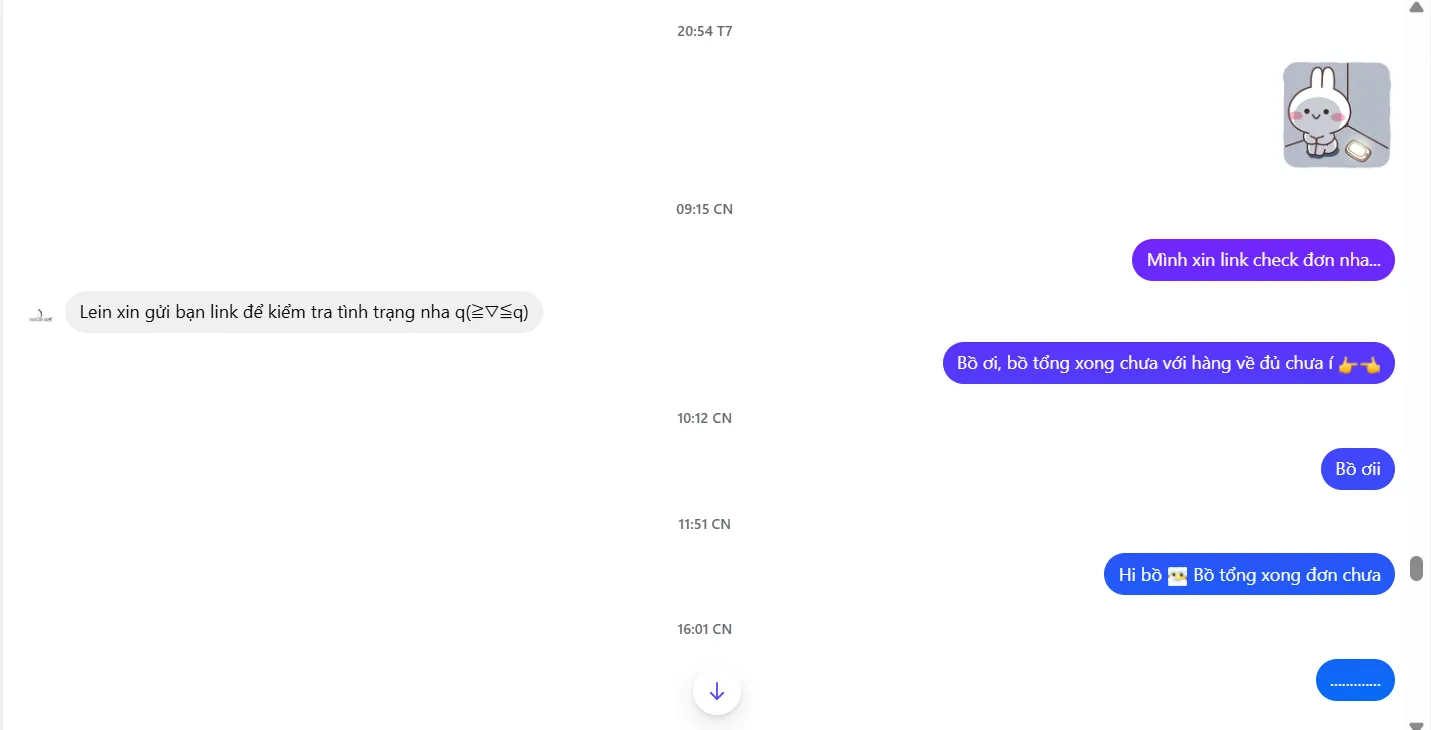 20:54 T7
09:15 CN
Mình xin link check đơn nha...
Lein xin gửi bạn link để kiểm tra tình trạng nha q(≧▽≦q)
Bồ ơi, bồ tổng xong chưa với hàng về đủ chưa í 👉👈
10:12 CN
Bồ ơii
11:51 CN
Hi bồ 😶‍🌫️ Bồ tổng xong đơn chưa
16:01 CN
.............